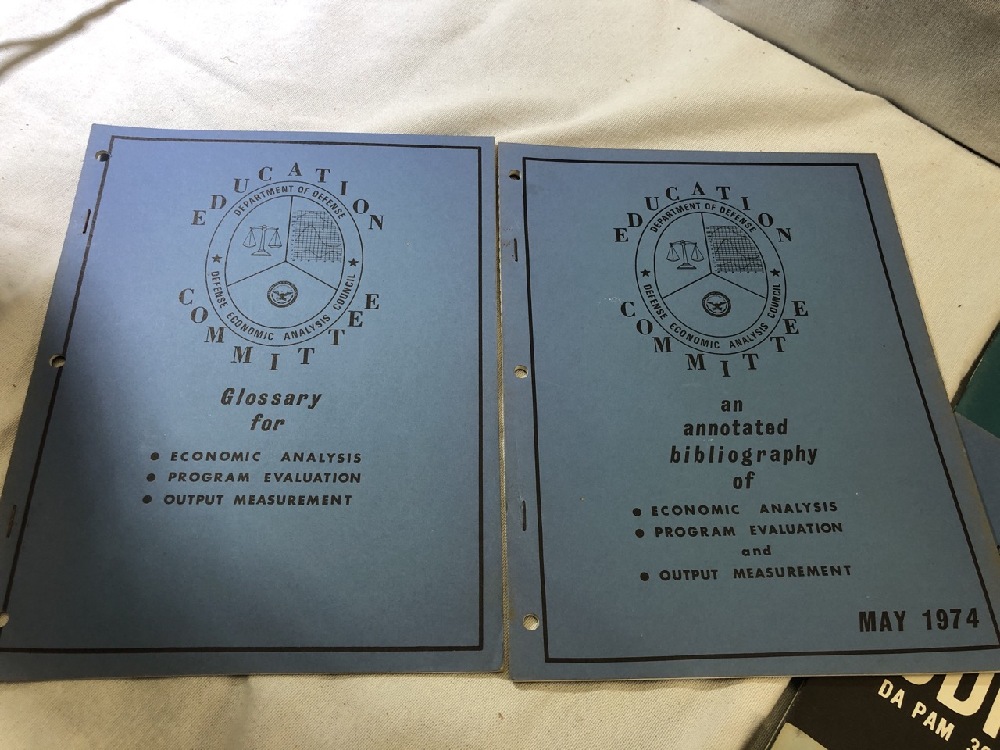 EDUCATION
DEPARTMENT OF DEFENSE
DEFENSE ECONOMIC ANALYSIS COUNCIL
COMMITTEE
Glossary
for
• ECONOMIC ANALYSIS
• PROGRAM EVALUATION
• OUTPUT MEASUREMENT
EDUCATION
DEPARTMENT OF DEFENSE
DEFENSE ECONOMIC ANALYSIS COUNCIL
COMMITTEE
an
annotated
bibliography
of
• ECONOMIC ANALYSIS
• PROGRAM EVALUATION
and
• OUTPUT MEASUREMENT
MAY 1974
DA PAM